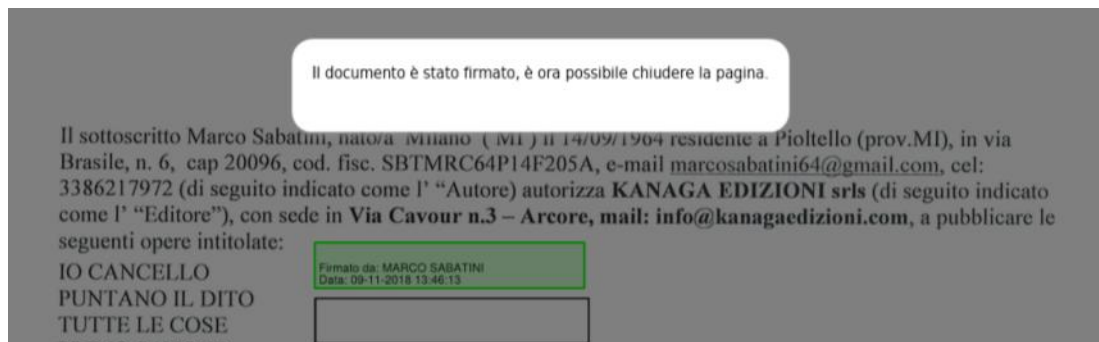 Il documento è stato firmato, è ora possibile chiudere la pagina.
Il sottoscritto Marco Sabatini, nato/a Milano ( MI ) il 14/09/1964 residente a Pioltello (prov.MI), in via
Brasile, n. 6, cap 20096, cod. fisc. SBTMRC64P14F205A, e-mail marcosabatini64@gmail.com, cel:
3386217972 (di seguito indicato come l’ “Autore) autorizza KANAGA EDIZIONI srls (di seguito indicato
come l’ “Editore”), con sede in Via Cavour n.3 – Arcore, mail: info@kanagaedizioni.com, a pubblicare le
seguenti opere intitolate:
Firmato da: MARCO SABATINI
IO CANCELLO
Data: 09-11-2018 13:46:13
PUNTANO IL DITO
TUTTE LE COSE